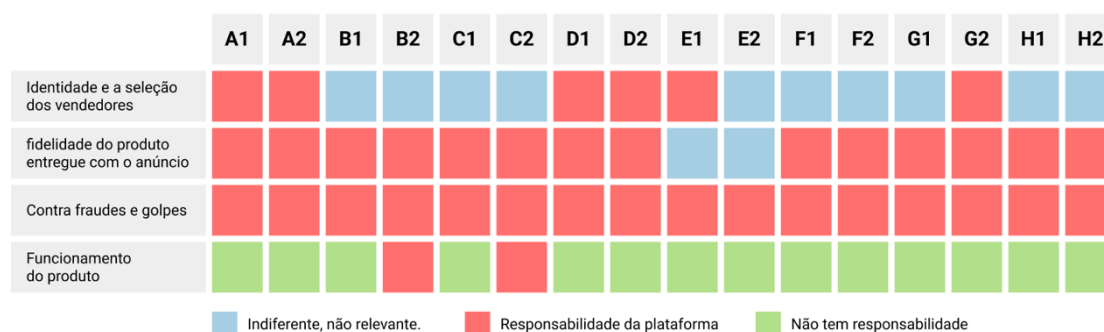 A1 A2 B1 B2 C1 C2 D1 D2 E1 E2 F1 F2 G1 G2 H1 H2
Identidade e a seleção
dos vendedores
fidelidade do produto
entregue com o anúncio
Contra fraudes e golpes
Funcionamento
do produto
Indiferente, não relevante. Responsabilidade da plataforma Não tem responsabilidade